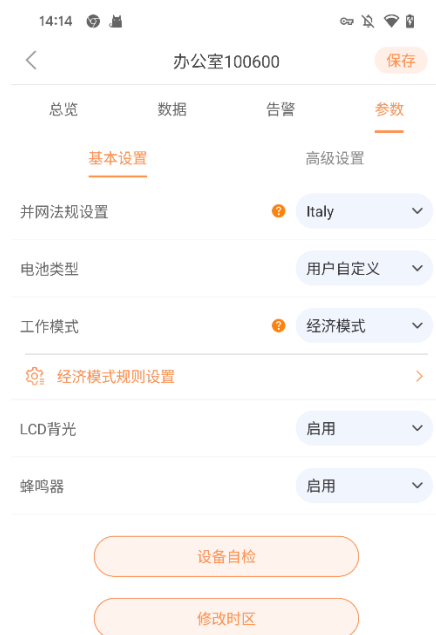 14:14
办公室100600
保存
总览 数据 告警 参数
基本设置 高级设置
并网法规设置 ? Italy
电池类型 用户自定义
工作模式 ? 经济模式
经济模式规则设置
LCD背光 启用
蜂鸣器 启用
设备自检
修改时区